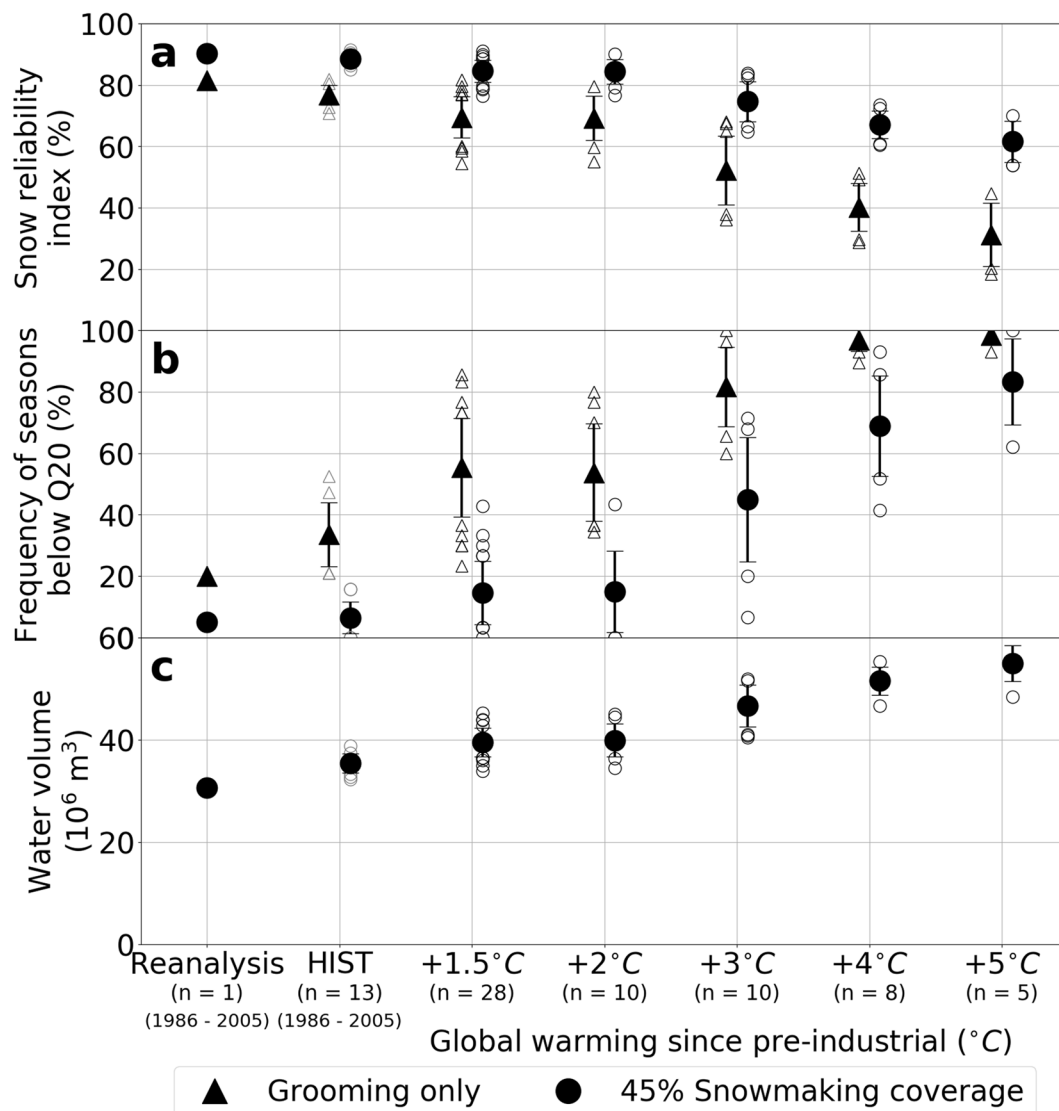 a
Snow reliability
index (%)
100
80
60
40
20
b
Frequency of seasons
below Q20 (%)
100
80
60
40
20
c
Water volume
(10⁶ m³)
60
40
20
0
Reanalysis HIST +1.5°C +2°C +3°C +4°C +5°C
(n = 1) (n = 13) (n = 28) (n = 10) (n = 10) (n = 8) (n = 5)
(1986 - 2005) (1986 - 2005)
Global warming since pre-industrial (°C)
Grooming only 45% Snowmaking coverage